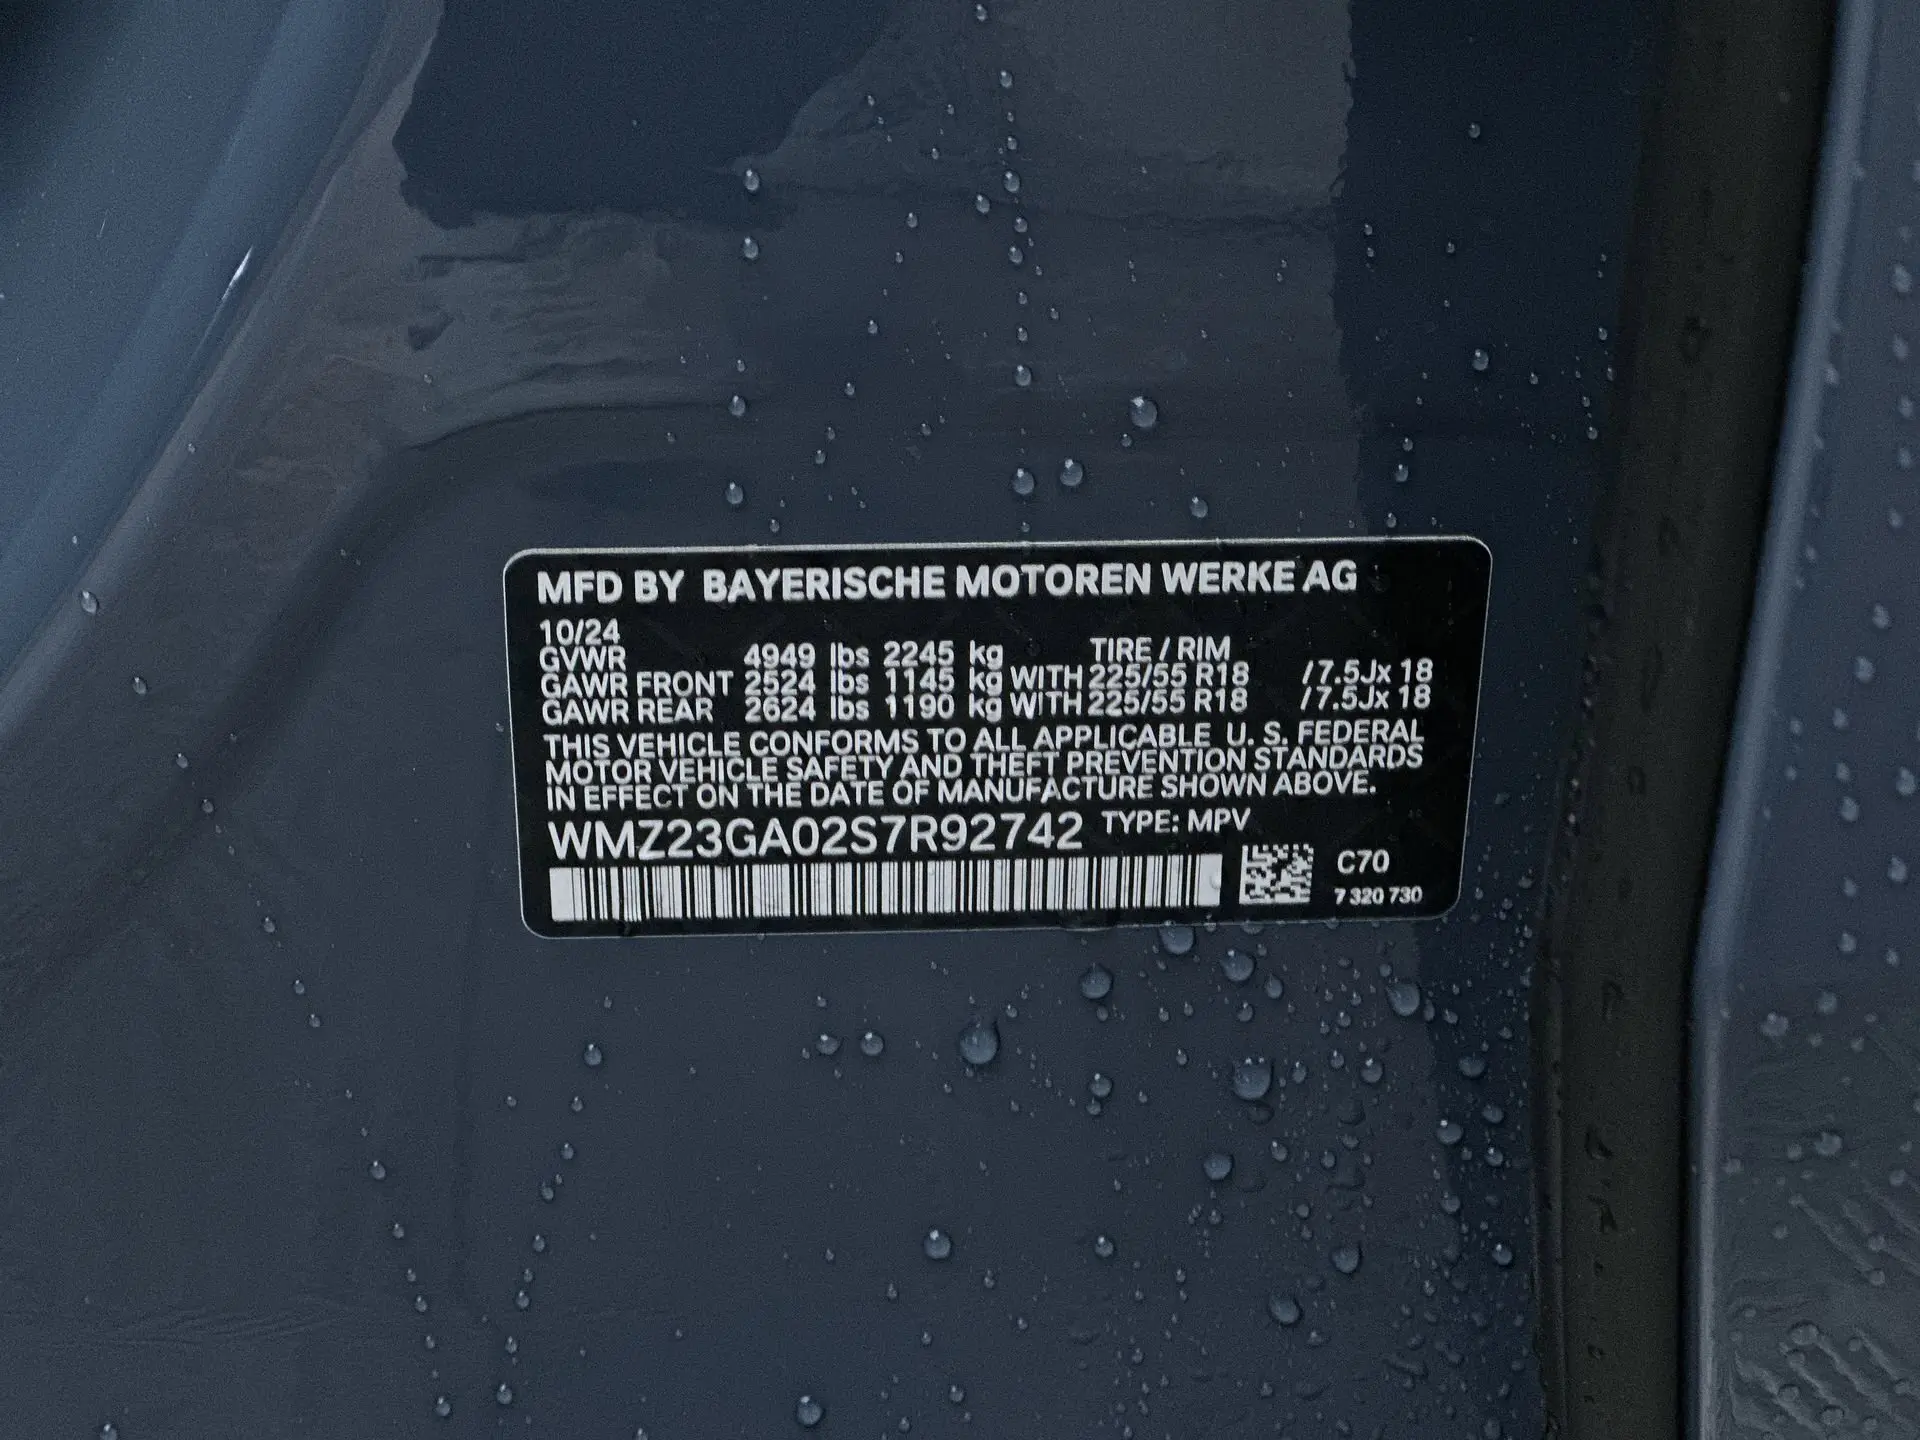 MFD BY BAYERISCHE MOTOREN WERKE AG
10/24
GVWR 4949 lbs 2245 kg TIRE / RIM
GAWR FRONT 2524 lbs 1145 kg WITH 225/55 R18 /7.5Jx 18
GAWR REAR 2624 lbs 1190 kg WITH 225/55 R18 /7.5Jx 18
THIS VEHICLE CONFORMS TO ALL APPLICABLE U. S. FEDERAL
MOTOR VEHICLE SAFETY AND THEFT PREVENTION STANDARDS
IN EFFECT ON THE DATE OF MANUFACTURE SHOWN ABOVE.
WMZ23GA02S7R92742 TYPE: MPV
C70
7 320 730